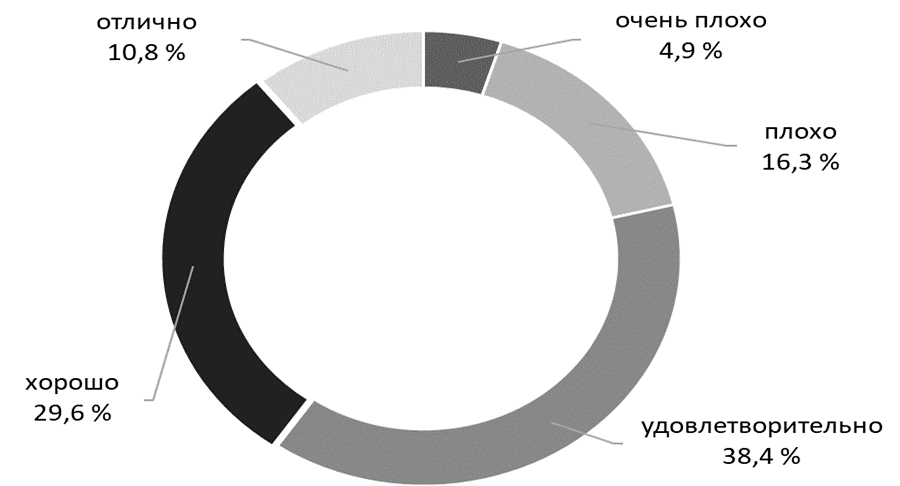 отлично
10,8 %
очень плохо
4,9 %
плохо
16,3 %
хорошо
29,6 %
удовлетворительно
38,4 %